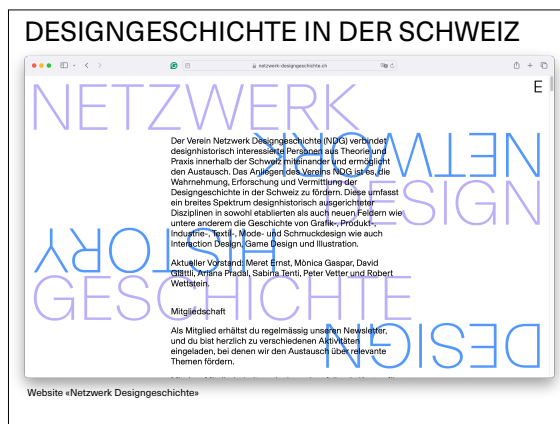 DESIGNGESCHICHTE IN DER SCHWEIZ
netzwerk-designgeschichte.ch
E
NETZWERK
Der Verein Netzwerk Designgeschichte (NDG) verbindet
designhistorisch interessierte Personen aus Theorie und
Praxis innerhalb der Schweiz miteinander und ermöglicht
den Austausch. Das Anliegen des Vereins NDG ist es, die
Wahrnehmung, Erforschung und Vermittlung der
Designgeschichte in der Schweiz zu fördern. Diese umfasst
ein breites Spektrum designhistorisch ausgerichteter
Disziplinen in sowohl etablierten als auch neuen Feldern wie
unter anderem die Geschichte von Grafik-, Produkt-,
Industrie-, Textil-, Mode- und Schmuckdesign wie auch
Interaction Design, Game Design und Illustration.
NETWORK
DESIGN
HISTORY
Aktueller Vorstand: Meret Ernst, Mònica Gaspar, David
Glättli, Ariana Pradal, Sabina Tenti, Peter Vetter und Robert
Wettstein.
GESCHICHTE
Mitgliedschaft
Als Mitglied erhältst du regelmässig unseren Newsletter,
und du bist herzlich zu verschiedenen Aktivitäten
eingeladen, bei denen wir den Austausch über relevante
Themen fördern.
DESIGN
Website «Netzwerk Designgeschichte»